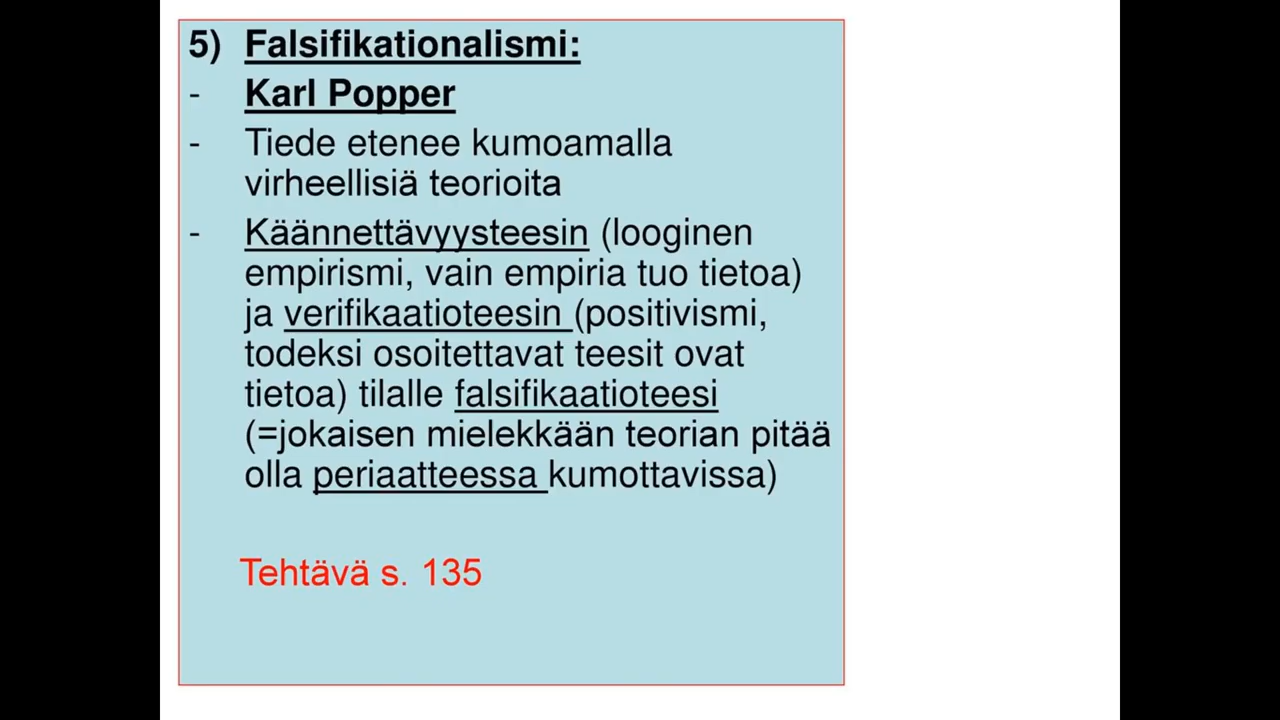 5) Falsifikationalismi:
- Karl Popper
- Tiede etenee kumoamalla
virheellisiä teorioita
- Käännettävyysteesin (looginen
empirismi, vain empiria tuo tietoa)
ja verifikaatioteesin (positivismi,
todeksi osoitettavat teesit ovat
tietoa) tilalle falsifikaatioteesi
(=jokaisen mielekkään teorian pitää
olla periaatteessa kumottavissa)
Tehtävä s. 135